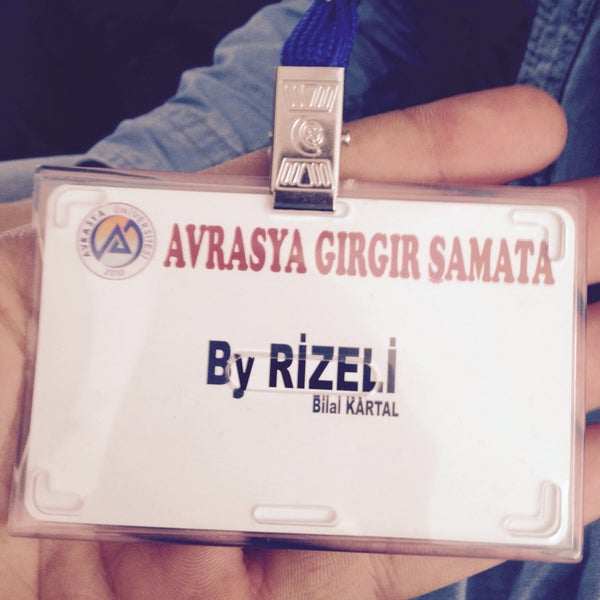 AVRASYA ÜNİVERSİTESİ
2010
AVRASYA GIRGIR ŞAMATA
By RİZELİ
Bilal KARTAL